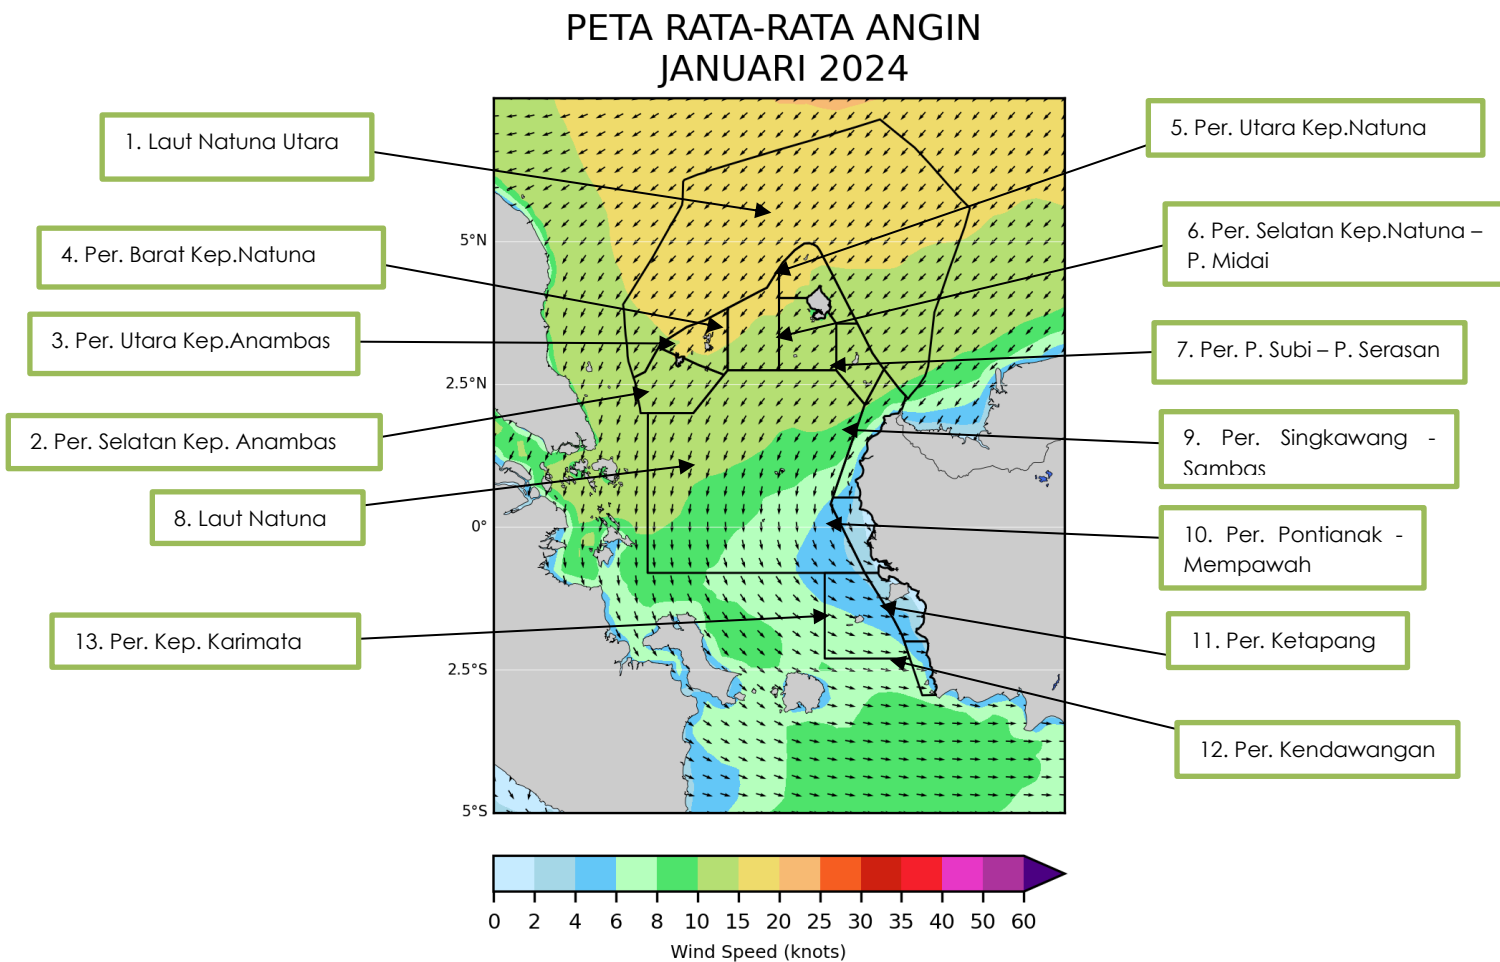 PETA RATA-RATA ANGIN
JANUARI 2024
1. Laut Natuna Utara
4. Per. Barat Kep.Natuna
3. Per. Utara Kep.Anambas
2. Per. Selatan Kep. Anambas
8. Laut Natuna
13. Per. Kep. Karimata
5. Per. Utara Kep.Natuna
6. Per. Selatan Kep.Natuna –
P. Midai
7. Per. P. Subi – P. Serasan
9. Per. Singkawang -
Sambas
10. Per. Pontianak -
Mempawah
11. Per. Ketapang
12. Per. Kendawangan
5°N
2.5°N
0°
2.5°S
5°S
0 2 4 6 8 10 15 20 25 30 35 40 50 60
Wind Speed (knots)